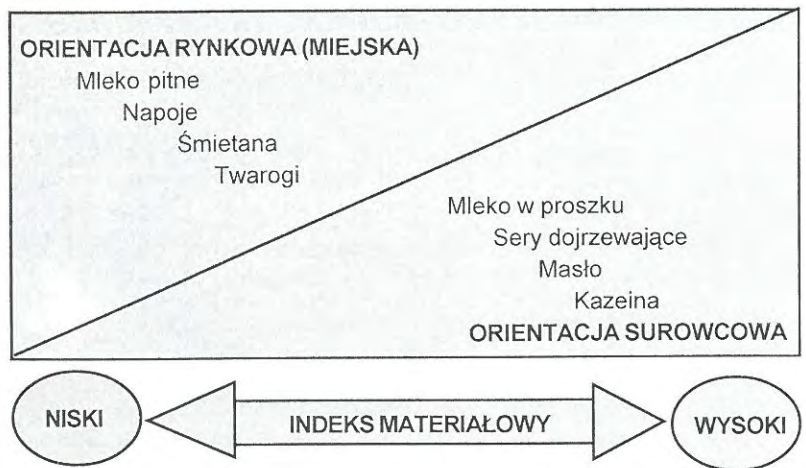 ORIENTACJA RYNKOWA (MIEJSKA)
Mleko pitne
Napoje
Śmietana
Twarogi
Mleko w proszku
Sery dojrzewające
Masło
Kazeina
ORIENTACJA SUROWCOWA
NISKI
INDEKS MATERIAŁOWY
WYSOKI